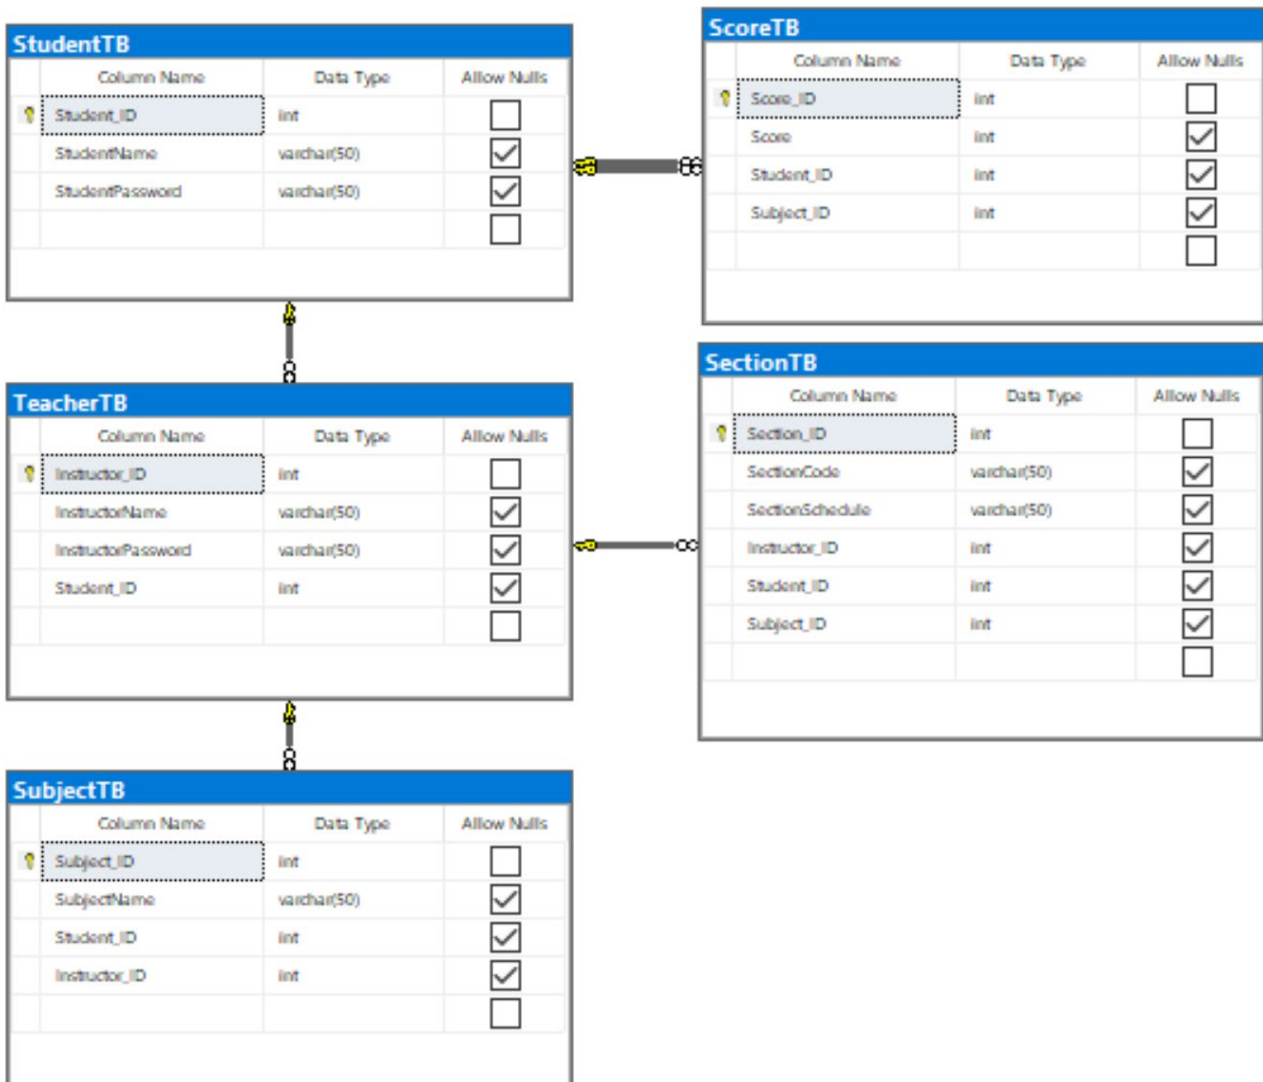 StudentTB
Column Name Data Type Allow Nulls
Student_ID int
StudentName varchar(50)
StudentPassword varchar(50)
ScoreTB
Column Name Data Type Allow Nulls
Score_ID int
Score int
Student_ID int
Subject_ID int
TeacherTB
Column Name Data Type Allow Nulls
Instructor_ID int
InstructorName varchar(50)
InstructorPassword varchar(50)
Student_ID int
SectionTB
Column Name Data Type Allow Nulls
Section_ID int
SectionCode varchar(50)
SectionSchedule varchar(50)
Instructor_ID int
Student_ID int
Subject_ID int
SubjectTB
Column Name Data Type Allow Nulls
Subject_ID int
SubjectName varchar(50)
Student_ID int
Instructor_ID int